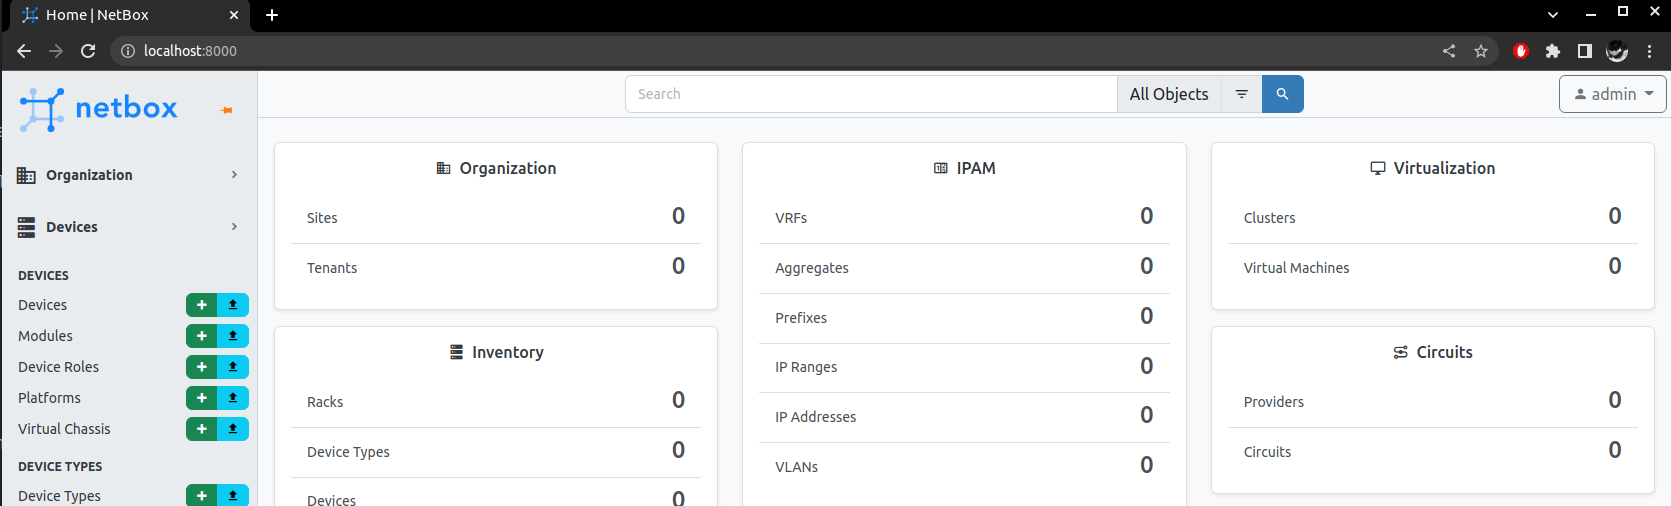 Home | NetBox
localhost:8000
netbox
Search
All Objects
admin
Organization
Devices
DEVICES
Devices
Modules
Device Roles
Platforms
Virtual Chassis
DEVICE TYPES
Device Types
Organization
Sites 0
Tenants 0
Inventory
Racks 0
Device Types 0
Devices 0
IPAM
VRFs 0
Aggregates 0
Prefixes 0
IP Ranges 0
IP Addresses 0
VLANs 0
Virtualization
Clusters 0
Virtual Machines 0
Circuits
Providers 0
Circuits 0